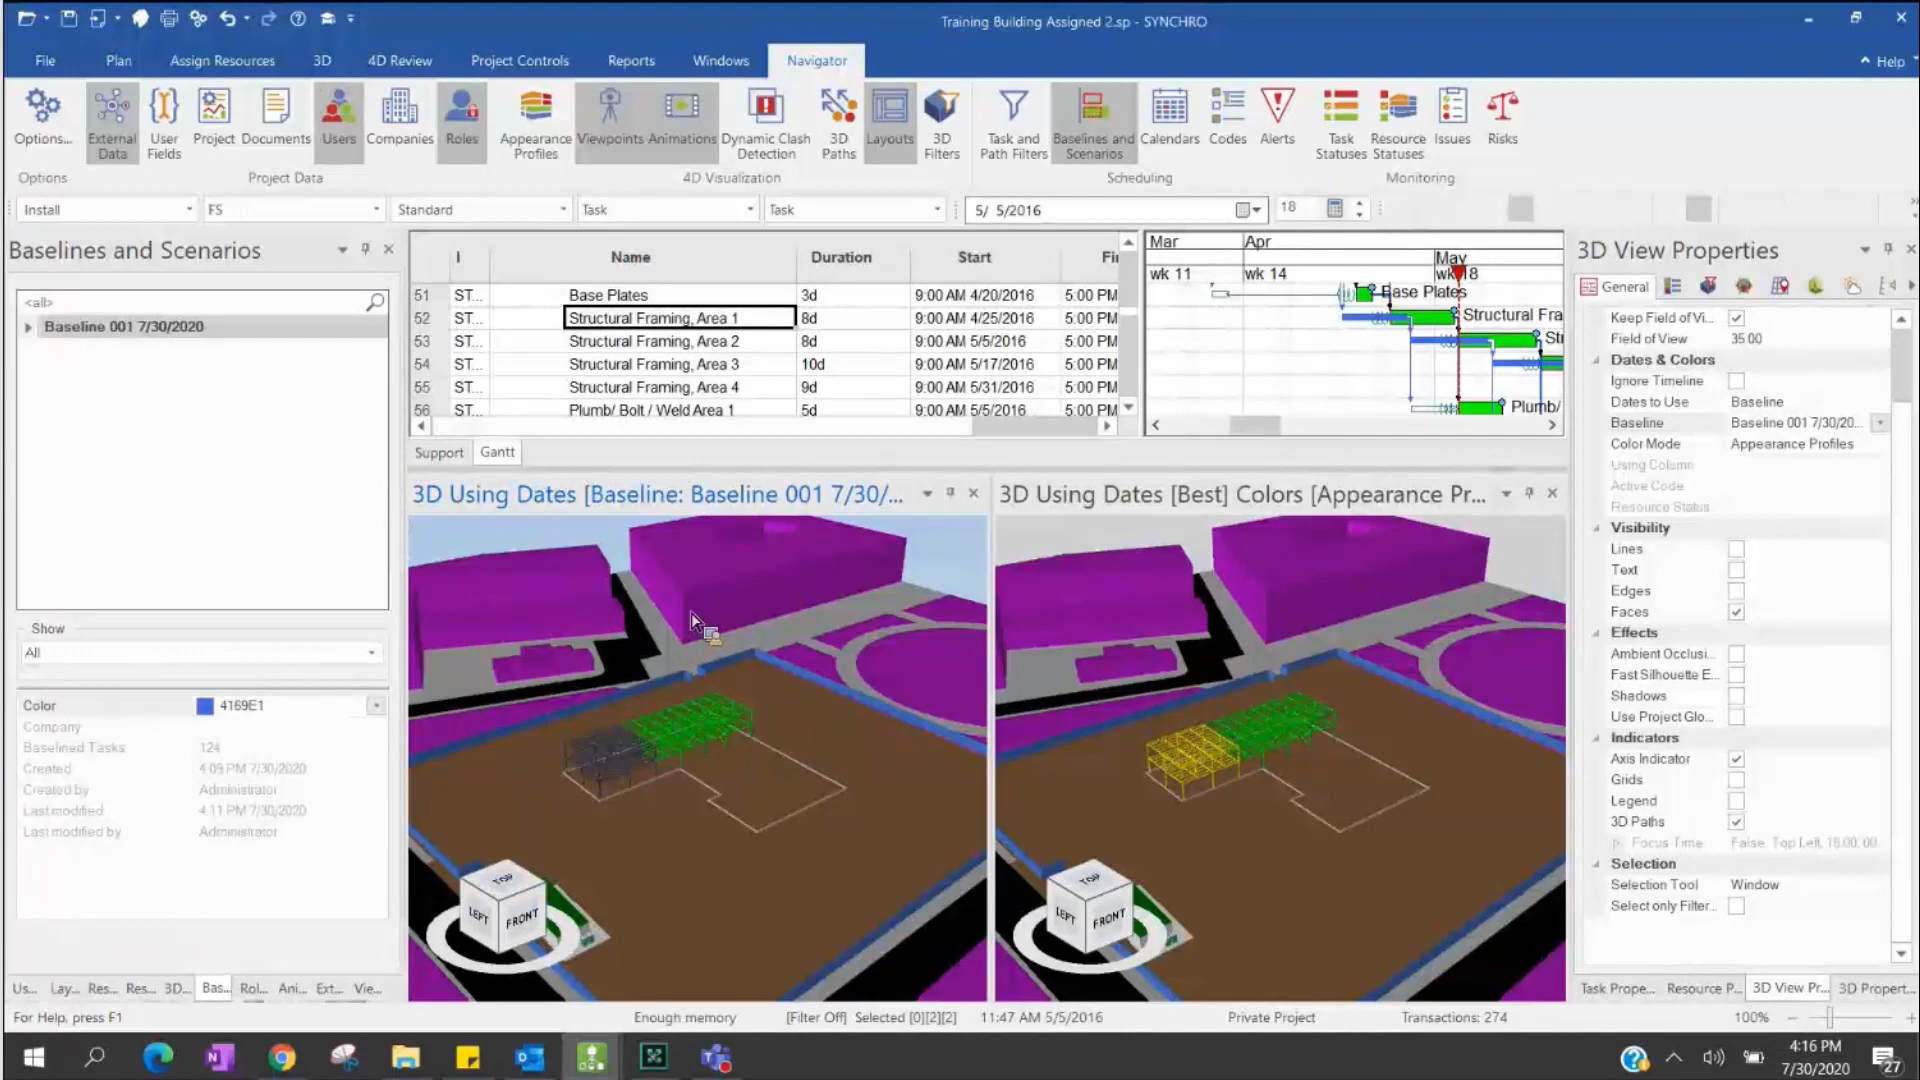 Training Building Assigned 2.sp - SYNCHRO
File Plan Assign Resources 3D 4D Review Project Controls Reports Windows Navigator Help
Options... External Data User Fields Project Documents Users Companies Roles Appearance Profiles Viewpoints Animations Dynamic Clash Detection 3D Paths Layouts 3D Filters Task and Path Filters Baselines and Scenarios Calendars Codes Alerts Task Statuses Resource Statuses Issues Risks
Options Project Data 4D Visualization Scheduling Monitoring
Install FS Standard Task Task 5/ 5/2016 18
Baselines and Scenarios
<all>
Baseline 001 7/30/2020
Show
All
Color 4169E1
Company
Baselined Tasks 124
Created 4:09 PM 7/30/2020
Created by Administrator
Last modified 4:11 PM 7/30/2020
Last modified by Administrator
Us... Lay... Res... Res... 3D... Bas... Rol... Ani... Ext... Vie...
I Name Duration Start Fi
51 ST... Base Plates 3d 9:00 AM 4/20/2016 5:00 PM
52 ST... Structural Framing, Area 1 8d 9:00 AM 4/25/2016 5:00 PM
53 ST... Structural Framing, Area 2 8d 9:00 AM 5/5/2016 5:00 PM
54 ST... Structural Framing, Area 3 10d 9:00 AM 5/17/2016 5:00 PM
55 ST... Structural Framing, Area 4 9d 9:00 AM 5/31/2016 5:00 PM
56 ST... Plumb/ Bolt / Weld Area 1 5d 9:00 AM 5/5/2016 5:00 PM
Mar Apr May
wk 11 wk 14 wk 18
Base Plates
Structural Fra
St
Plumb/
Support Gantt
3D Using Dates [Baseline: Baseline 001 7/30/...
3D Using Dates [Best] Colors [Appearance Pr...
TOP
LEFT FRONT
TOP
LEFT FRONT
3D View Properties
General
Keep Field of Vi...
Field of View 35.00
Dates & Colors
Ignore Timeline
Dates to Use Baseline
Baseline Baseline 001 7/30/20...
Color Mode Appearance Profiles
Using Column
Active Code
Resource Status
Visibility
Lines
Text
Edges
Faces
Effects
Ambient Occlusi...
Fast Silhouette E...
Shadows
Use Project Glo...
Indicators
Axis Indicator
Grids
Legend
3D Paths
Focus Time False, Top Left, 18.00, 00
Selection
Selection Tool Window
Select only Filter...
Task Prope... Resource P... 3D View Pr... 3D Propert...
For Help, press F1 Enough memory [Filter Off] Selected [0][2][2] 11:47 AM 5/5/2016 Private Project Transactions: 274 100%
4:16 PM
7/30/2020
27